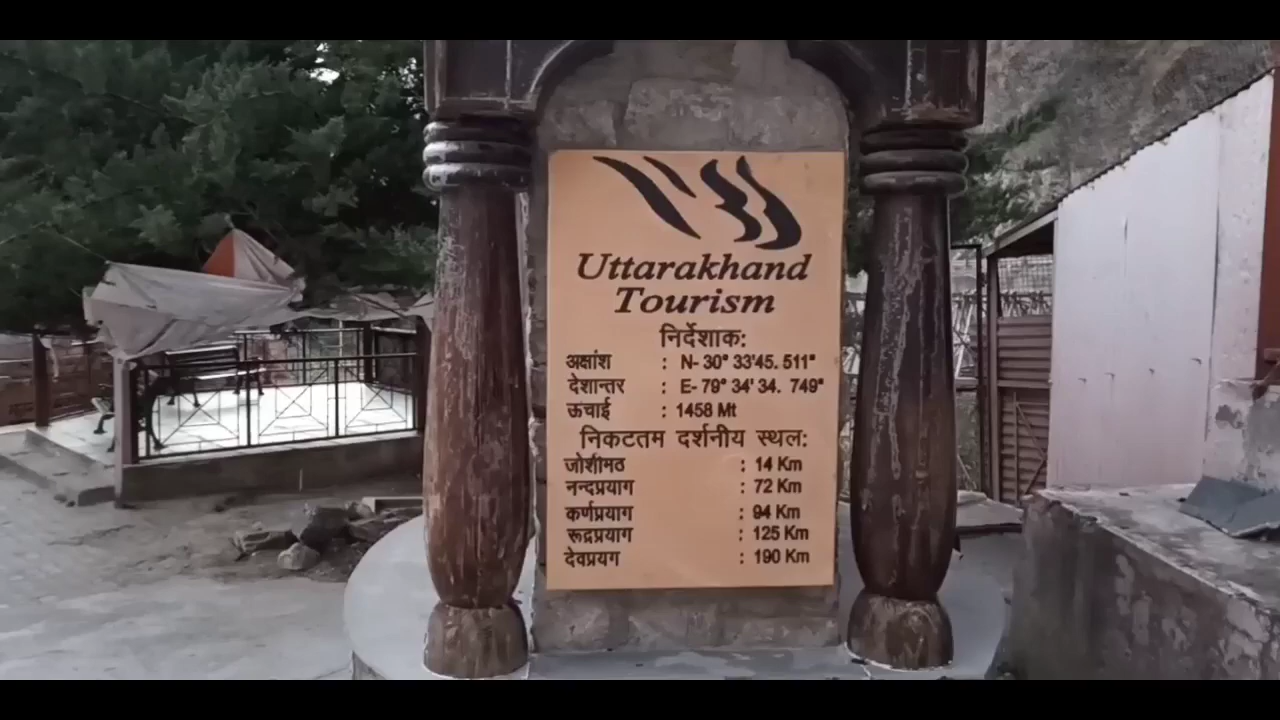 Uttarakhand
Tourism
निर्देशाक:
अक्षांश : N- 30° 33'45. 511"
देशान्तर : E- 79° 34' 34. 749"
ऊचाई : 1458 Mt
निकटतम दर्शनीय स्थल:
जोशीमठ : 14 Km
नन्दप्रयाग : 72 Km
कर्णप्रयाग : 94 Km
रूद्रप्रयाग : 125 Km
देवप्रयग : 190 Km